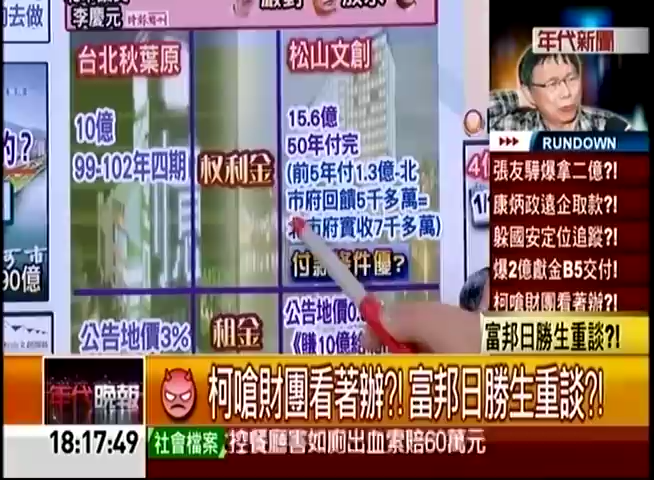 去做
李慶元
台北秋葉原
松山文創
10億
99-102年四期
权利金
15.6億
50年付完
(前5年付1.3億-北
市府回饋5千多萬=
北市府實收7千多萬)
付款條件優?
約?
90億
公告地價3%
租金
公告地價0.
《賺10億給
年代新聞
RUNDOWN
張友驊爆拿二億?!
康炳政遠企取款?!
躲國安定位追蹤?!
爆2億獻金B5交付!
柯嗆財團看著辦?!
富邦日勝生重談?!
年代晚報
柯嗆財團看著辦?! 富邦日勝生重談?!
18:17:49
社會檔案
控餐廳害如廁出血索賠60萬元